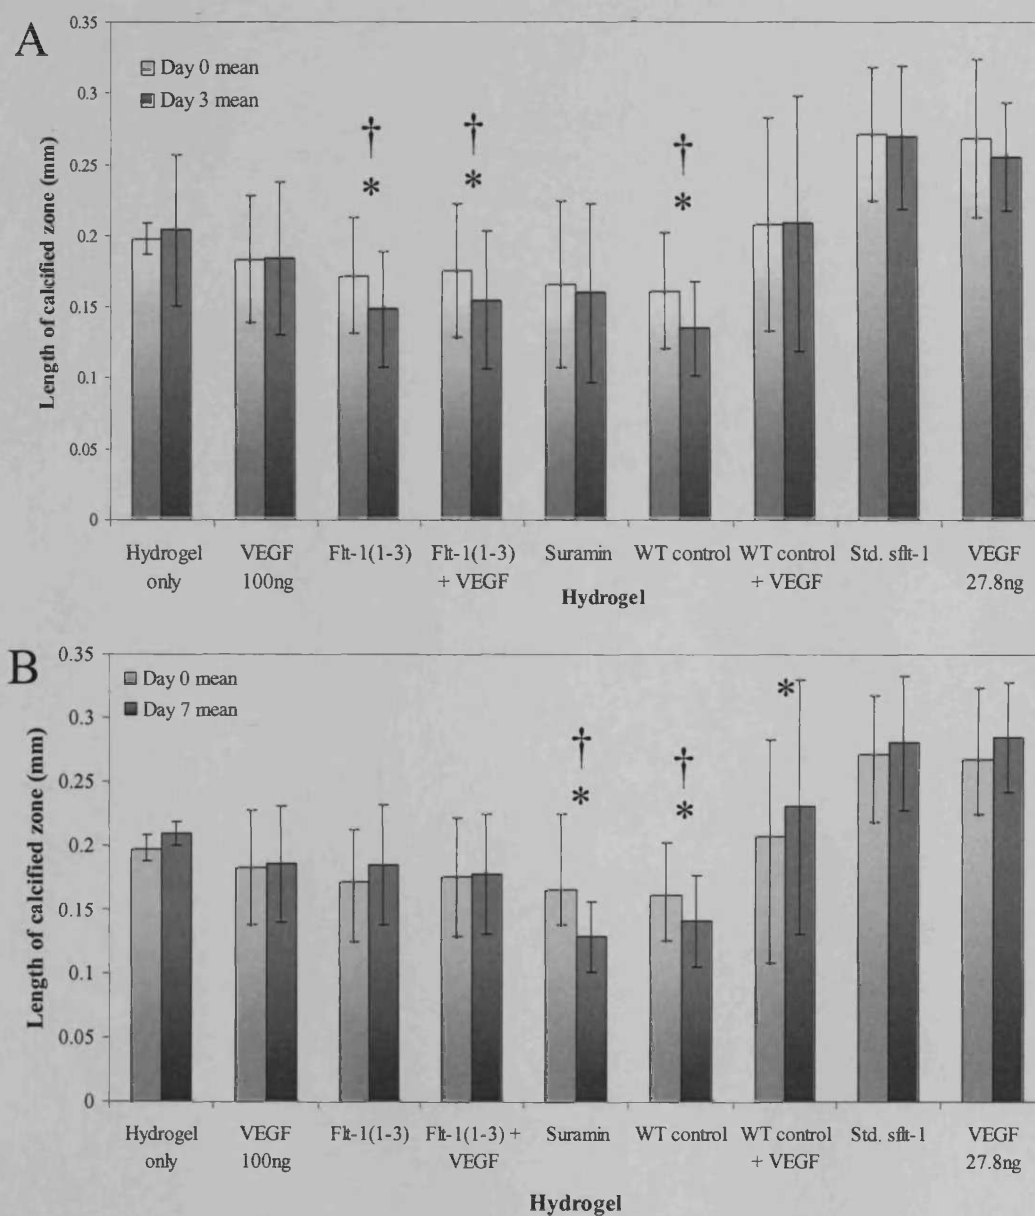 A
0.35
0.3
0.25
0.2
0.15
0.1
0.05
0
Length of calcified zone (mm)
Day 0 mean
Day 3 mean
† † †
* * *
Hydrogel only
VEGF 100ng
Flt-1(1-3)
Flt-1(1-3) + VEGF
Suramin
WT control
WT control + VEGF
Std. sflt-1
VEGF 27.8ng
Hydrogel
B
0.35
0.3
0.25
0.2
0.15
0.1
0.05
0
Length of calcified zone (mm)
Day 0 mean
Day 7 mean
† †
* * *
Hydrogel only
VEGF 100ng
Flt-1(1-3)
Flt-1(1-3) + VEGF
Suramin
WT control
WT control + VEGF
Std. sflt-1
VEGF 27.8ng
Hydrogel